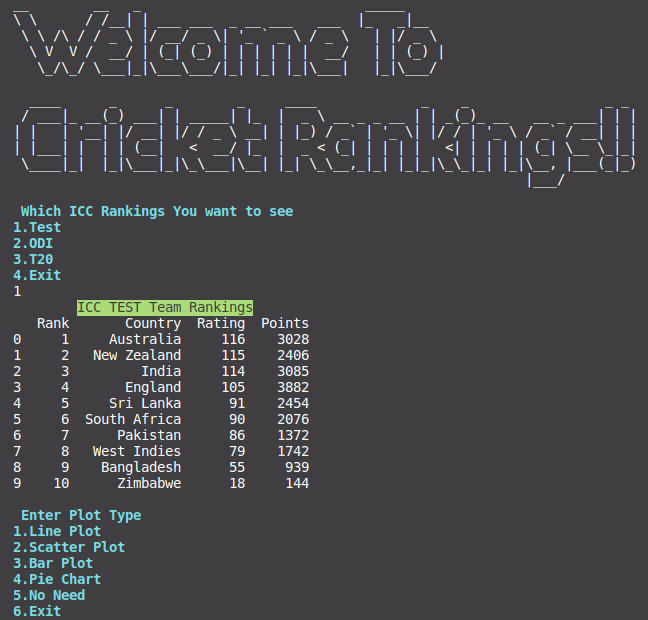 Welcome To
Cricket Rankings!!
Which ICC Rankings You want to see
1.Test
2.ODI
3.T20
4.Exit
1
ICC TEST Team Rankings
Rank Country Rating Points
0 1 Australia 116 3028
1 2 New Zealand 115 2406
2 3 India 114 3085
3 4 England 105 3882
4 5 Sri Lanka 91 2454
5 6 South Africa 90 2076
6 7 Pakistan 86 1372
7 8 West Indies 79 1742
8 9 Bangladesh 55 939
9 10 Zimbabwe 18 144
Enter Plot Type
1.Line Plot
2.Scatter Plot
3.Bar Plot
4.Pie Chart
5.No Need
6.Exit